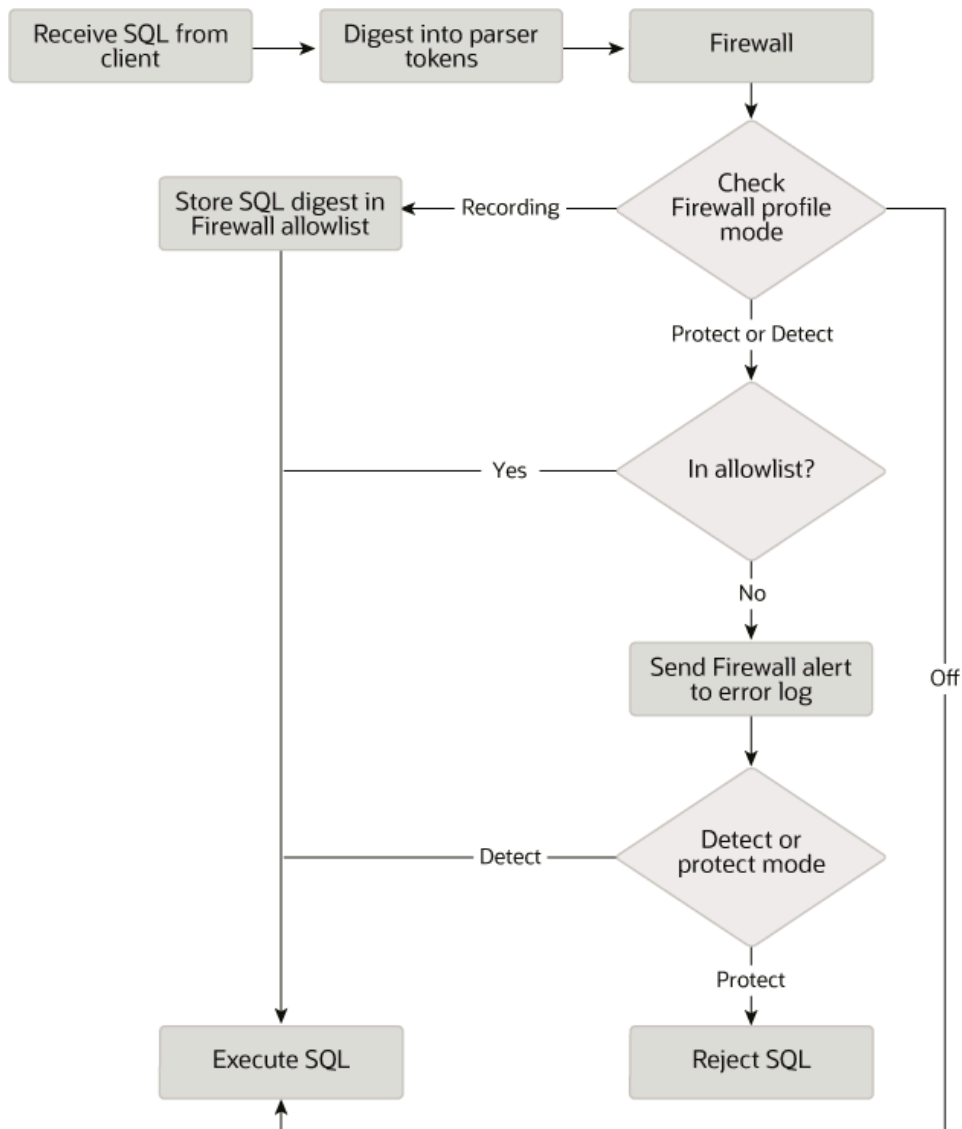 Receive SQL from
client
Digest into parser
tokens
Firewall
Check
Firewall profile
mode
Recording
Store SQL digest in
Firewall allowlist
Protect or Detect
In allowlist?
Yes
No
Send Firewall alert
to error log
Off
Detect or
protect mode
Detect
Protect
Execute SQL
Reject SQL